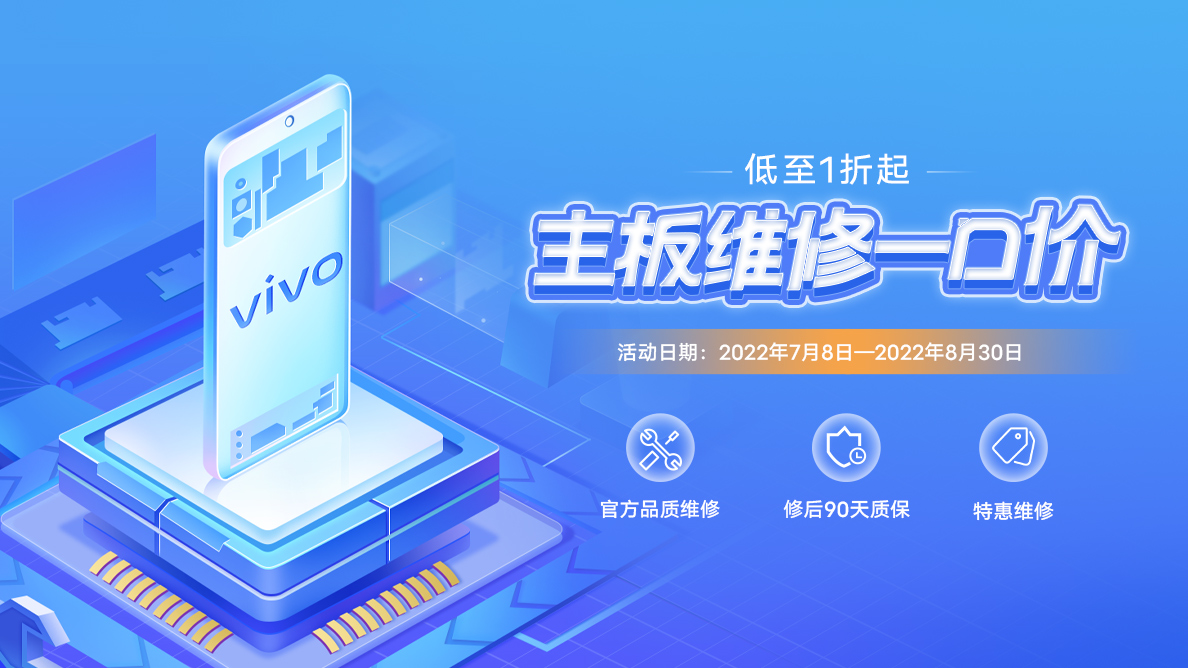 vivo
低至1折起
主板维修一口价
活动日期：2022年7月8日—2022年8月30日
官方品质维修
修后90天质保
特惠维修